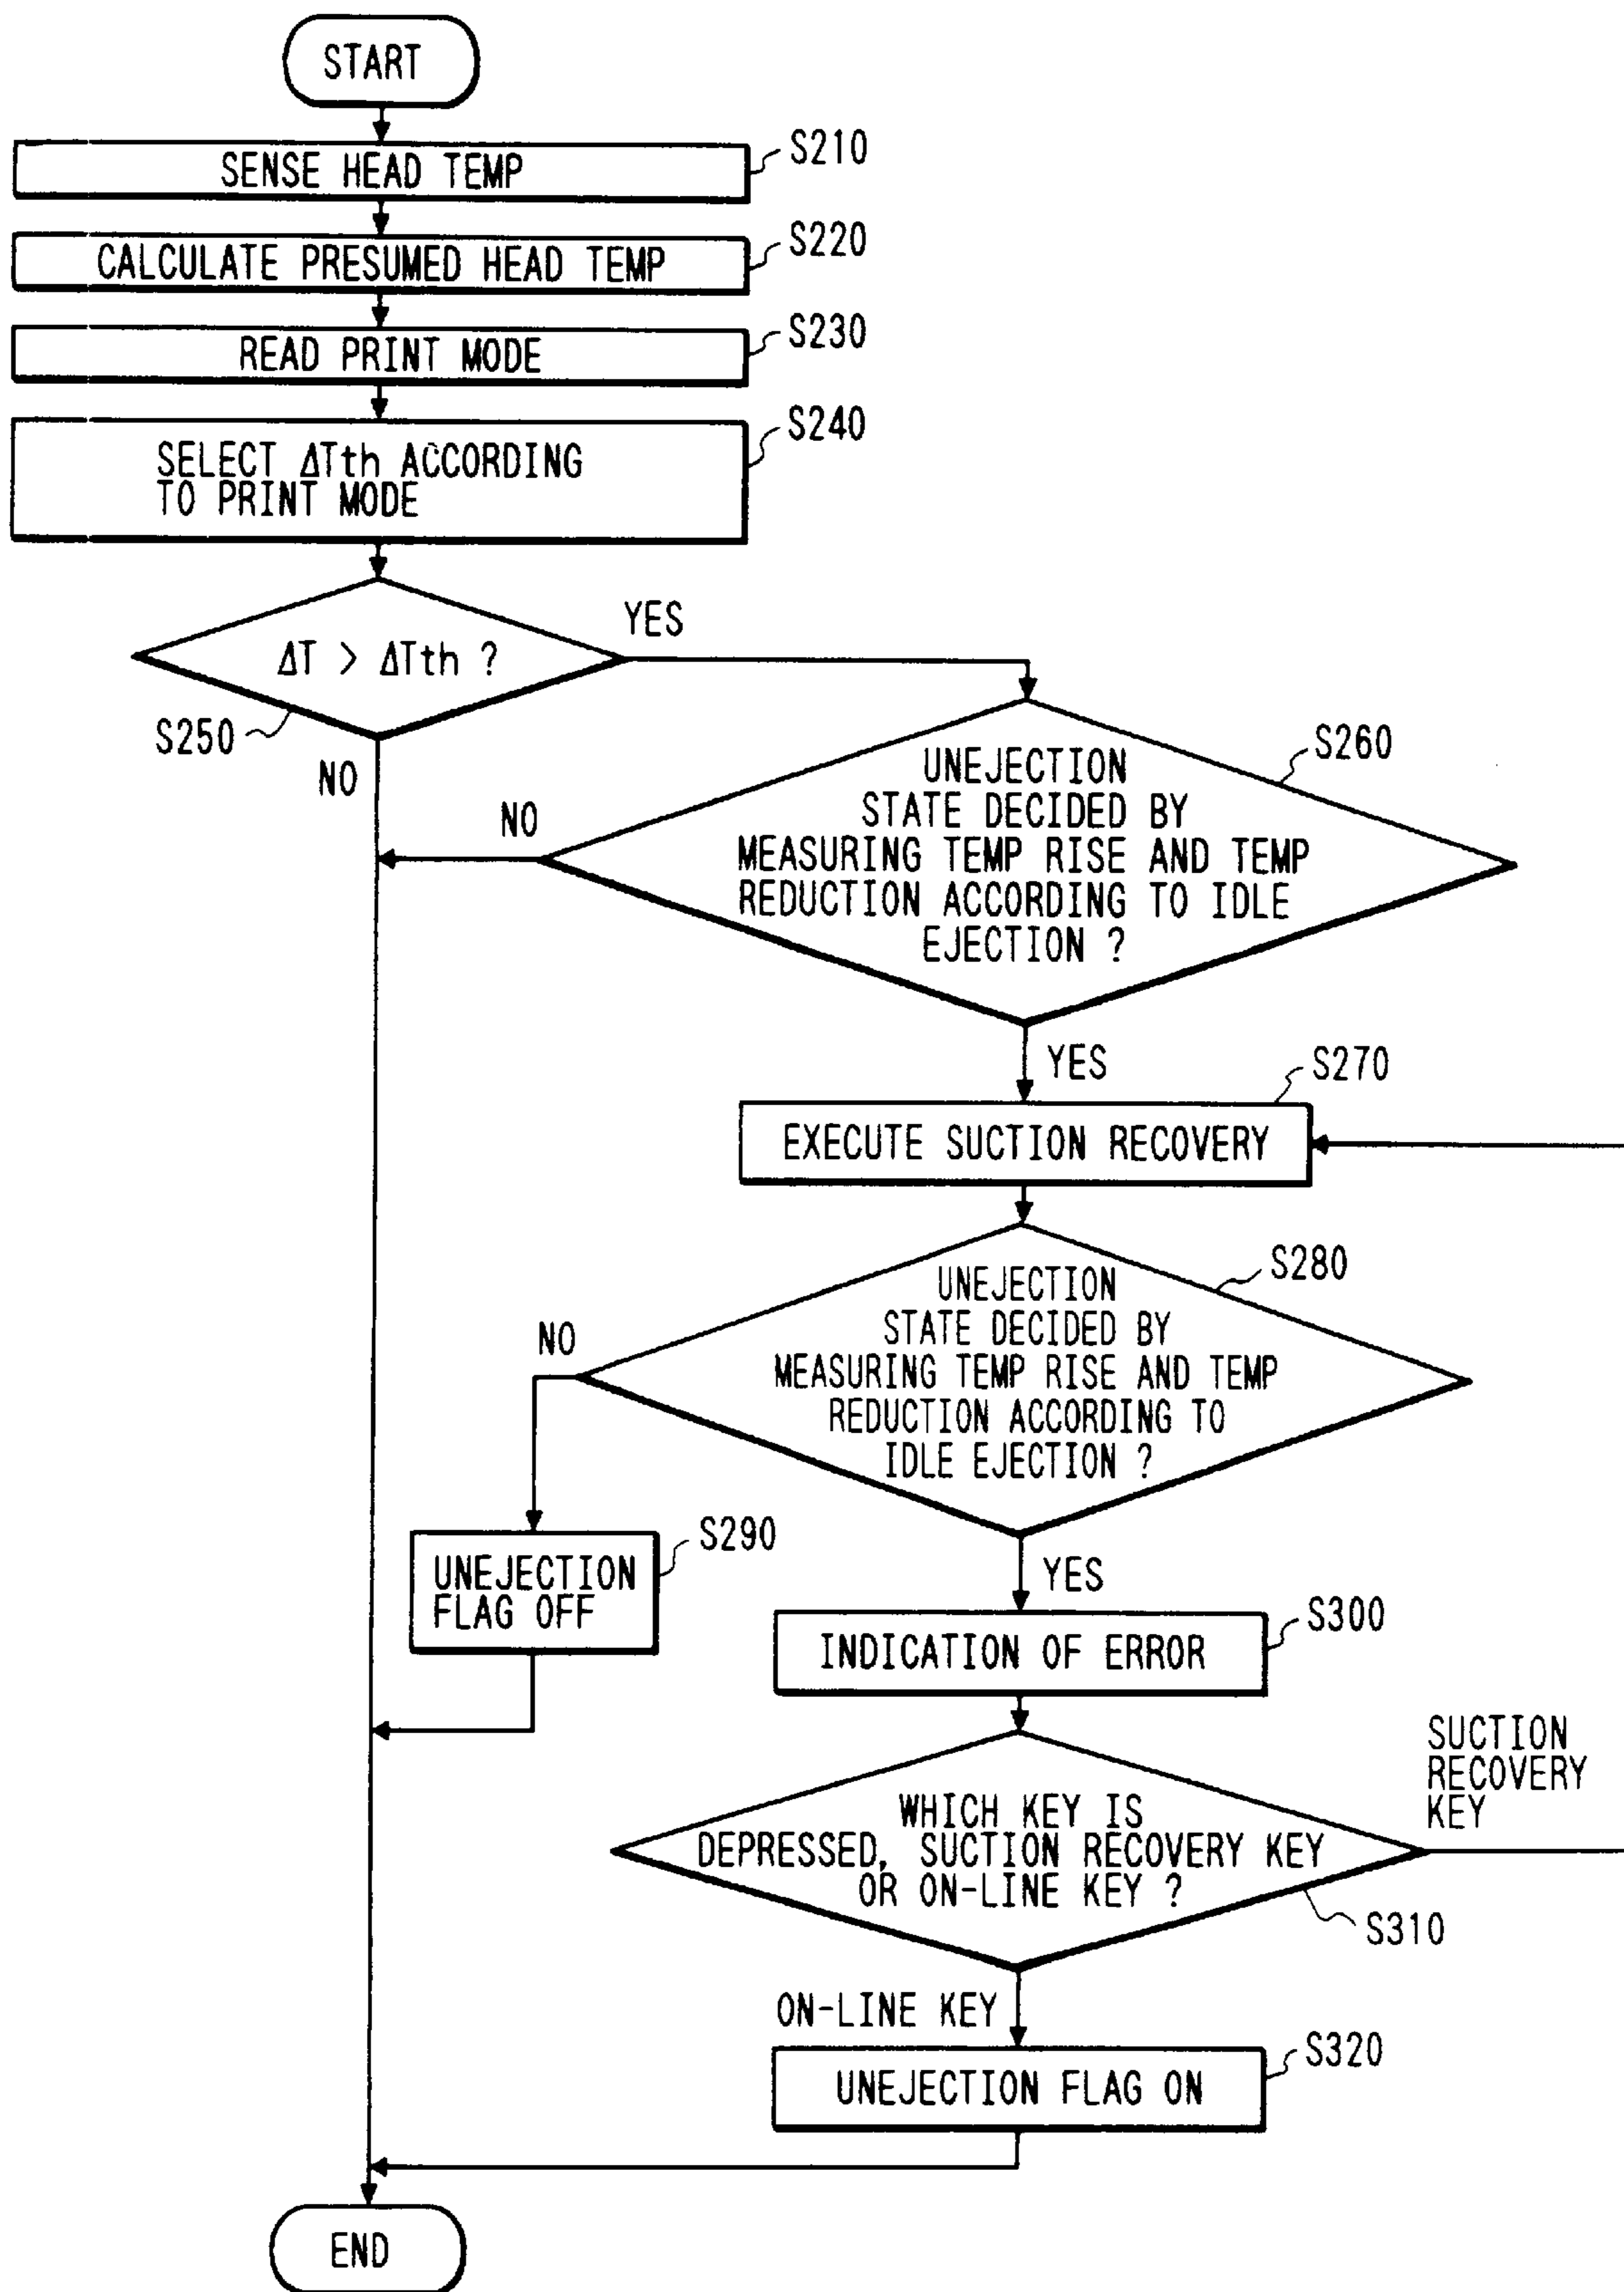 START
SENSE HEAD TEMP
S210
CALCULATE PRESUMED HEAD TEMP
S220
READ PRINT MODE
S230
SELECT ΔTth ACCORDING
TO PRINT MODE
S240
ΔT > ΔTth ?
YES
S250
NO
UNEJECTION
STATE DECIDED BY
MEASURING TEMP RISE AND TEMP
REDUCTION ACCORDING TO IDLE
EJECTION ?
S260
NO
YES
EXECUTE SUCTION RECOVERY
S270
UNEJECTION
STATE DECIDED BY
MEASURING TEMP RISE AND TEMP
REDUCTION ACCORDING TO
IDLE EJECTION ?
S280
NO
UNEJECTION
FLAG OFF
S290
YES
INDICATION OF ERROR
S300
WHICH KEY IS
DEPRESSED, SUCTION RECOVERY KEY
OR ON-LINE KEY ?
SUCTION
RECOVERY
KEY
S310
ON-LINE KEY
UNEJECTION FLAG ON
S320
END